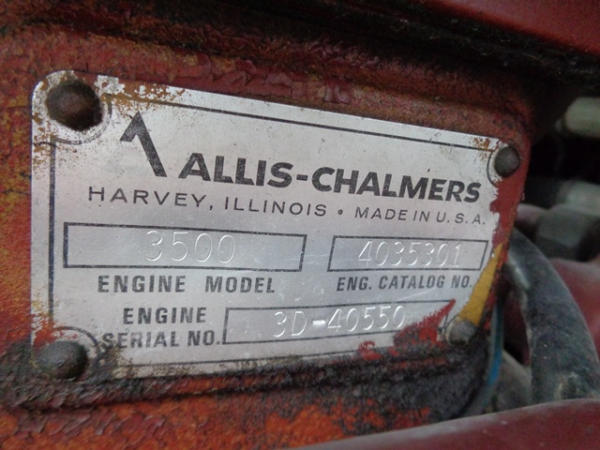 ALLIS-CHALMERS
HARVEY, ILLINOIS • MADE IN U.S.A.
3500 4035301
ENGINE MODEL ENG. CATALOG NO.
ENGINE
SERIAL NO. 3D-40550